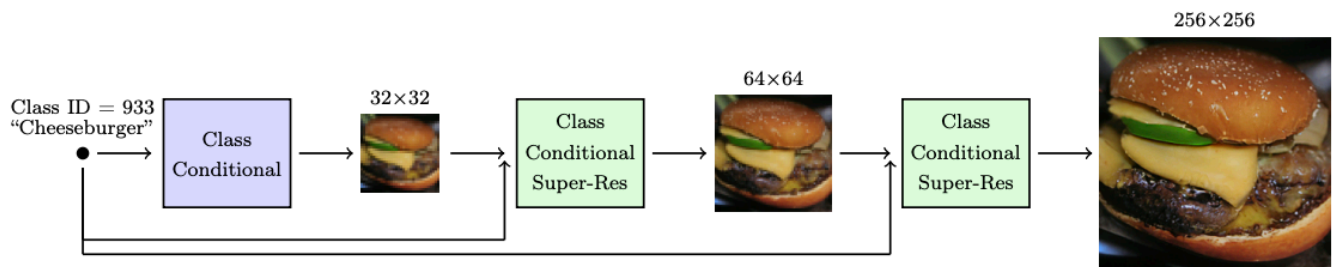 Class ID = 933
“Cheeseburger”
Class
Conditional
32×32
Class
Conditional
Super-Res
64×64
Class
Conditional
Super-Res
256×256